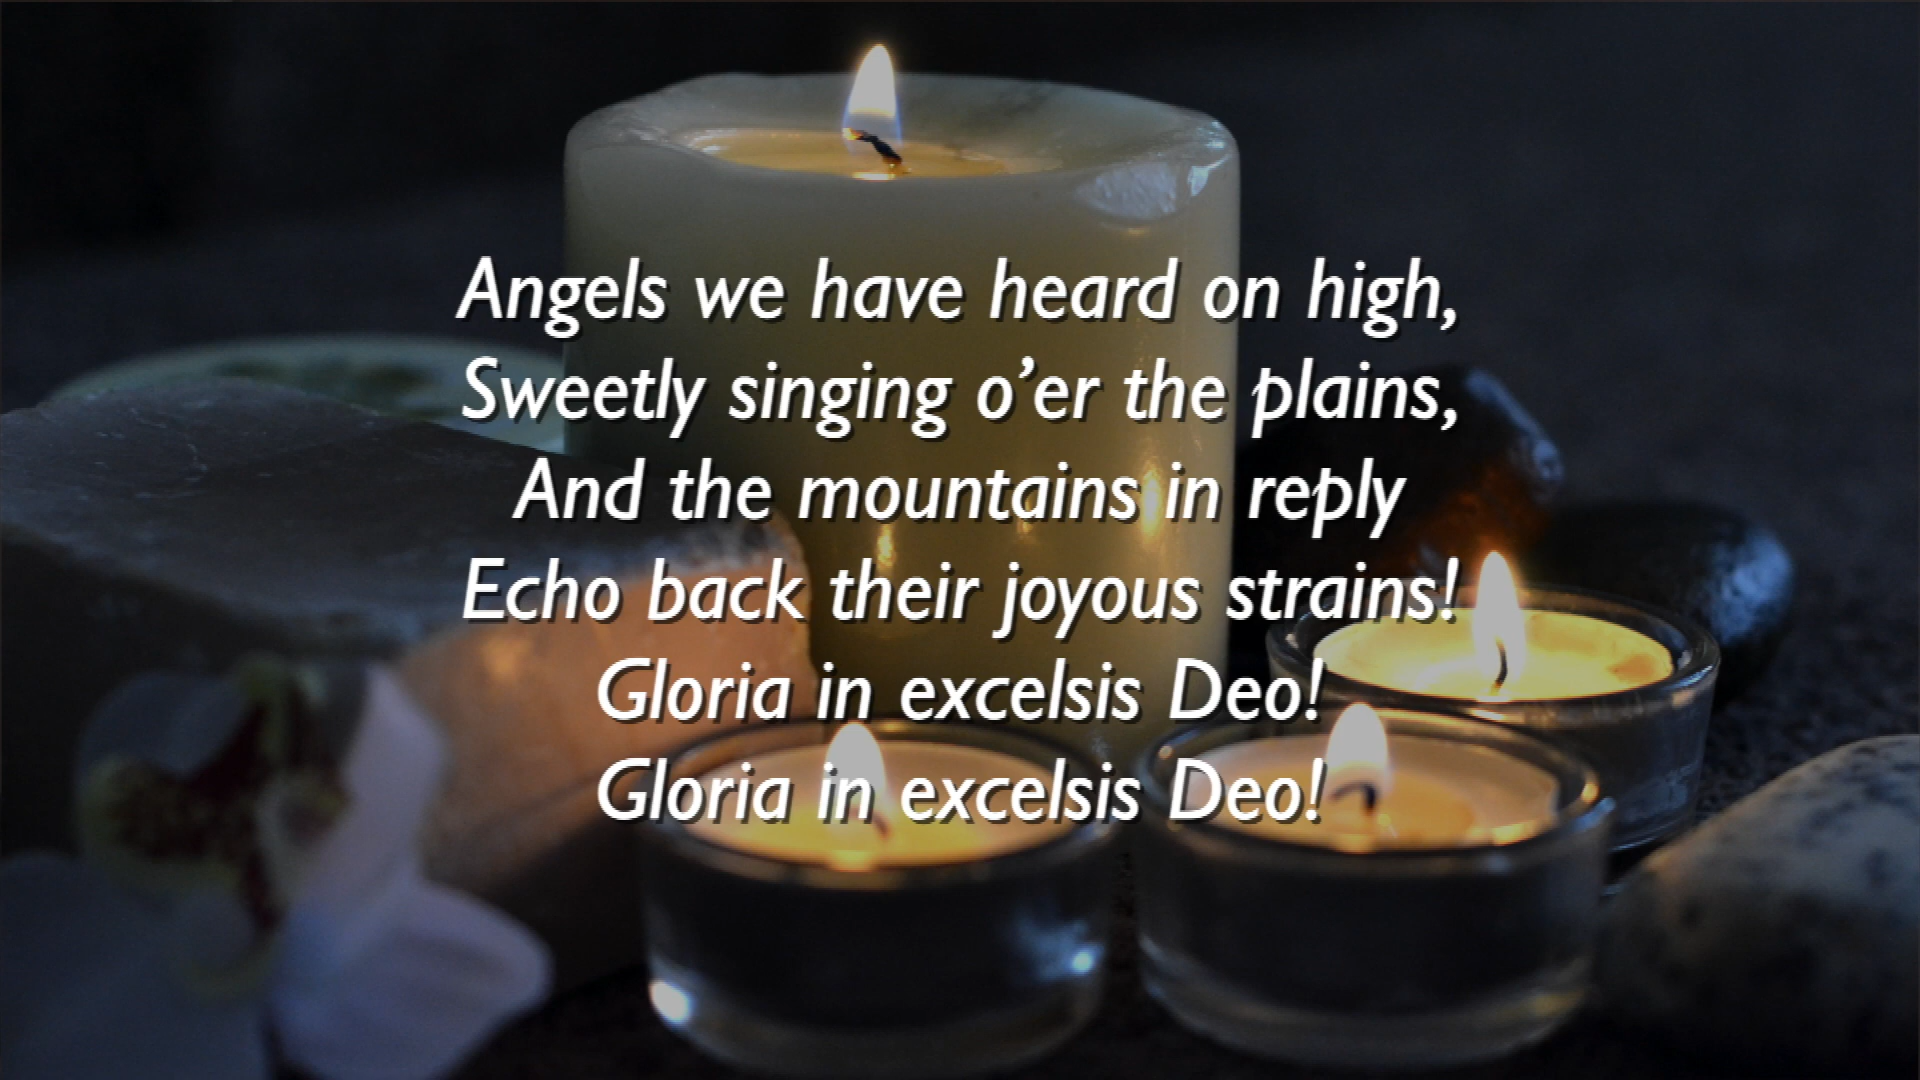 Angels we have heard on high,
Sweetly singing o’er the plains,
And the mountains in reply
Echo back their joyous strains!
Gloria in excelsis Deo!
Gloria in excelsis Deo!